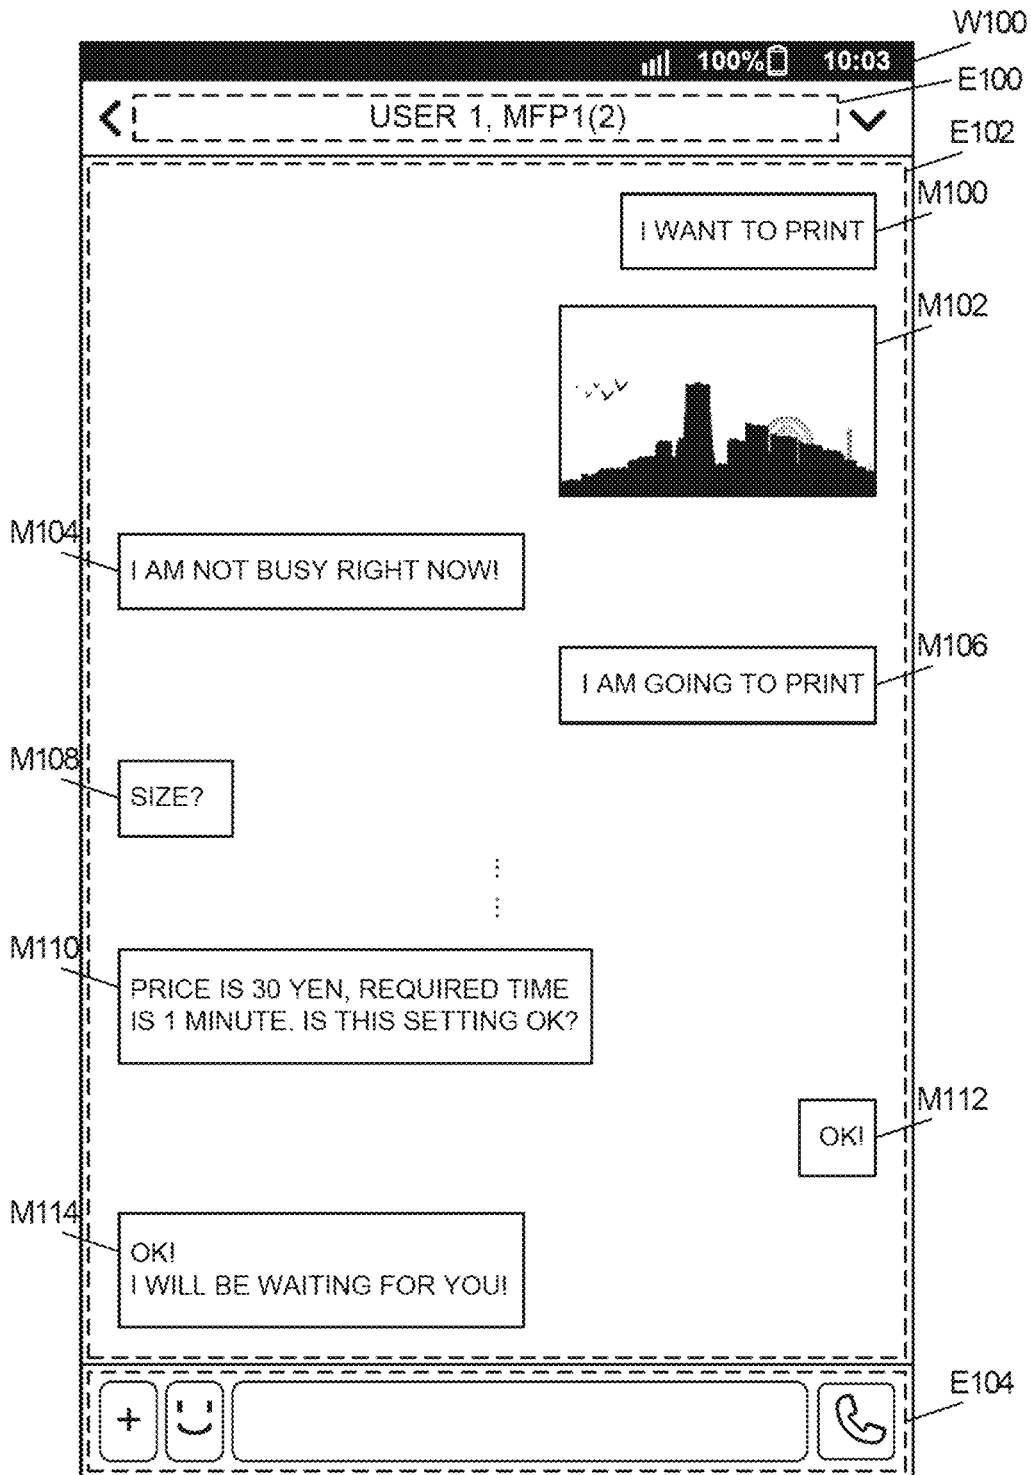 W100
100% 10:03
E100
USER 1, MFP1(2)
E102
M100
I WANT TO PRINT
M102
M104
I AM NOT BUSY RIGHT NOW!
M106
I AM GOING TO PRINT
M108
SIZE?
M110
PRICE IS 30 YEN, REQUIRED TIME
IS 1 MINUTE. IS THIS SETTING OK?
M112
OK!
M114
OK!
I WILL BE WAITING FOR YOU!
E104
+